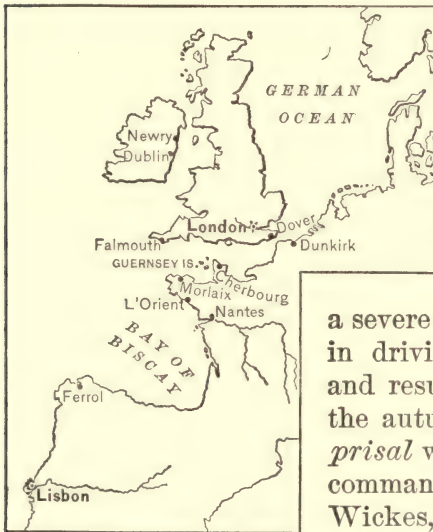 GERMAN
OCEAN
Newry
Dublin
London
Dover
Falmouth
Dunkirk
GUERNSEY IS.
Cherbourg
Morlaix
L'Orient
Nantes
BAY OF
BISCAY
Ferrol
Lisbon
a severe
in drivi
and resu
the autu
prisal w
comman
Wickes,